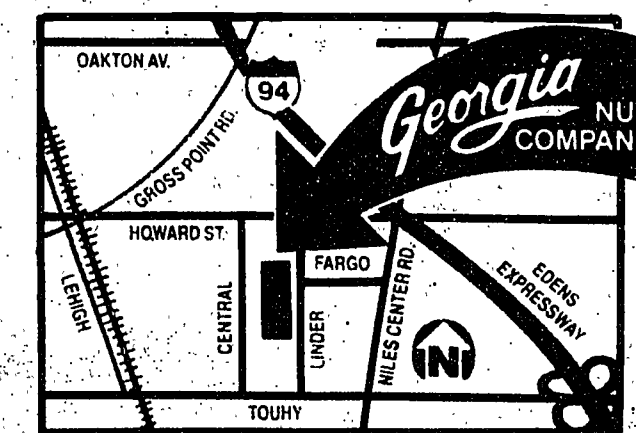 OAKTON AV.
94
Georgia
NU
COMPAN
GROSS POINT RD.
HOWARD ST.
FARGO
LEHIGH
CENTRAL
LINDER
NILES CENTER RD.
EDENS
EXPRESSWAY
N
TOUHY